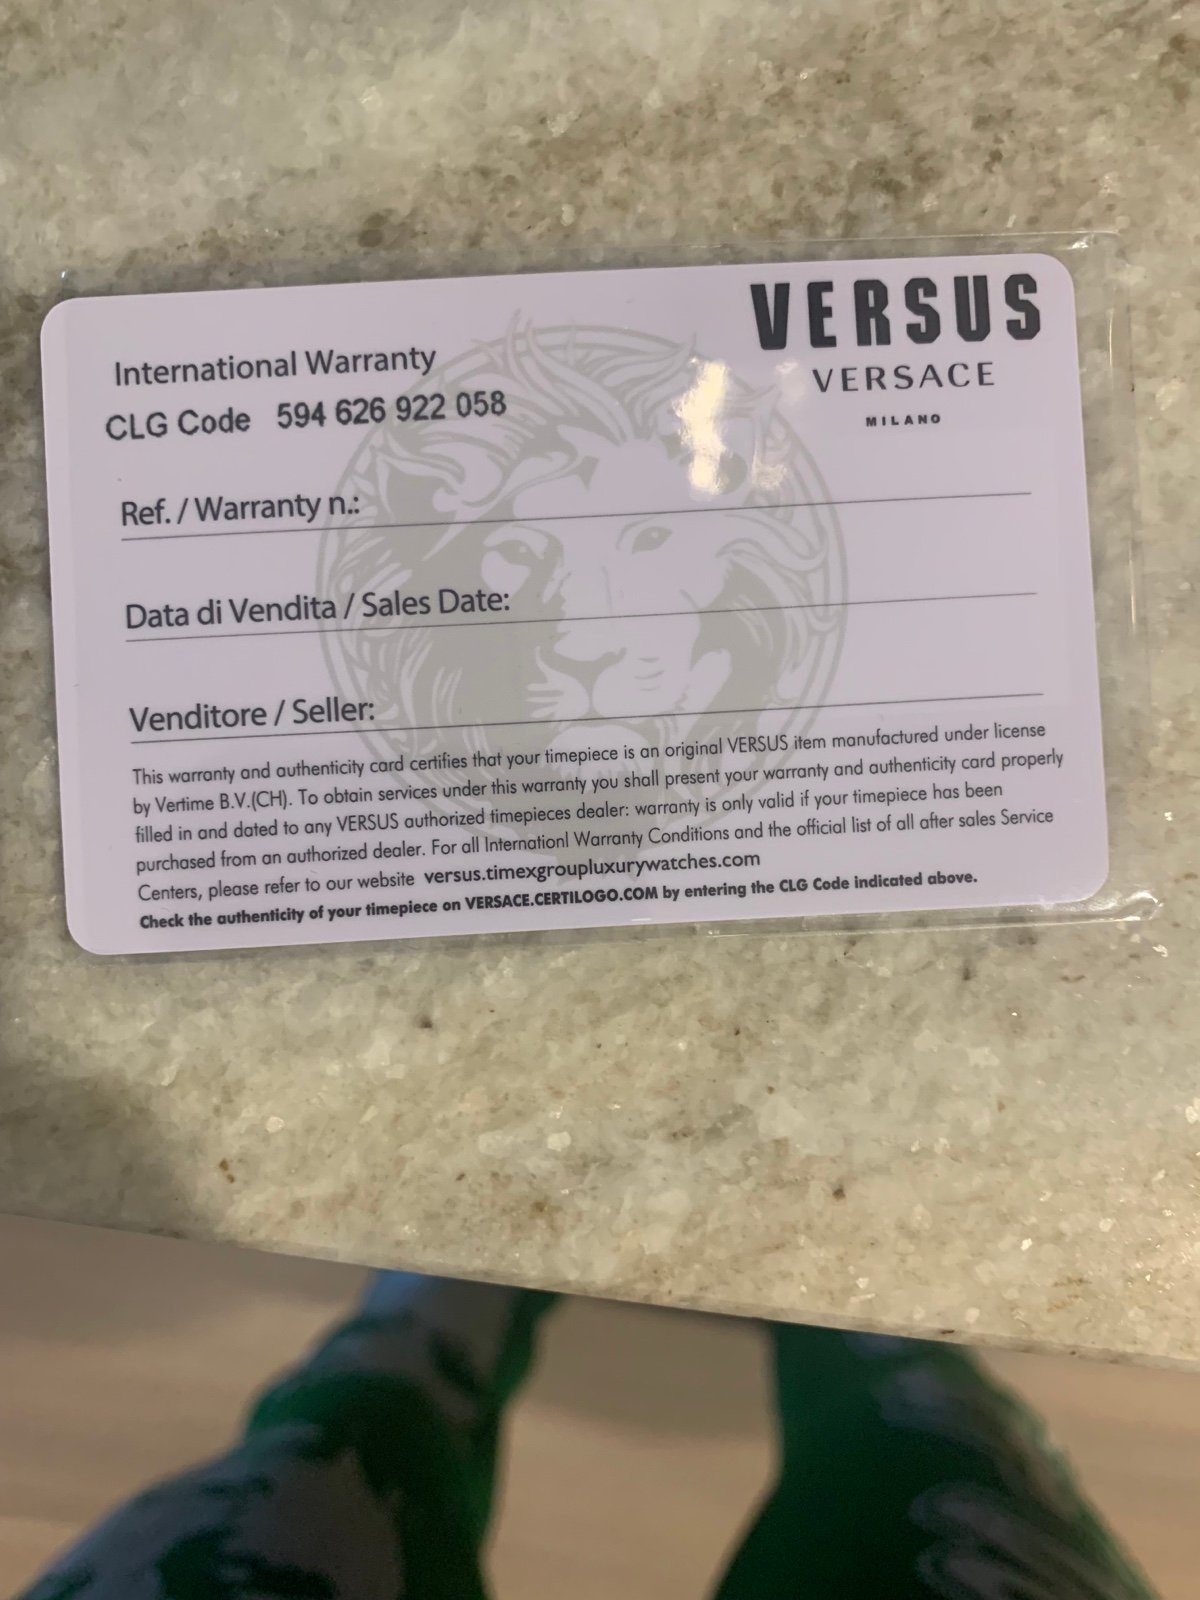 VERSUS
VERSACE
MILANO
International Warranty
CLG Code 594 626 922 058
Ref. / Warranty n.:
Data di Vendita / Sales Date:
Venditore / Seller:
This warranty and authenticity card certifies that your timepiece is an original VERSUS item manufactured under license
by Vertime B.V.(CH). To obtain services under this warranty you shall present your warranty and authenticity card properly
filled in and dated to any VERSUS authorized timepieces dealer: warranty is only valid if your timepiece has been
purchased from an authorized dealer. For all Internationl Warranty Conditions and the official list of all after sales Service
Centers, please refer to our website versus.timexgroupluxurywatches.com
Check the authenticity of your timepiece on VERSACE.CERTILOGO.COM by entering the CLG Code indicated above.